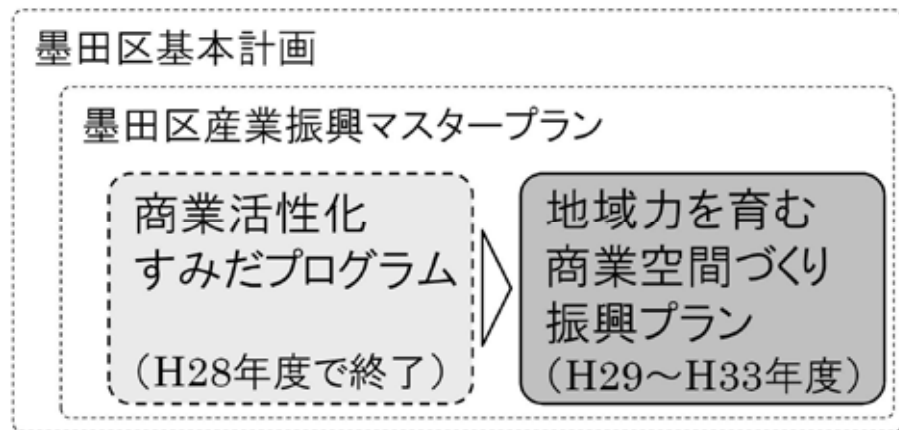 墨田区基本計画
墨田区産業振興マスタープラン
商業活性化
すみだプログラム
（H28年度で終了）
地域力を育む
商業空間づくり
振興プラン
（H29～H33年度）